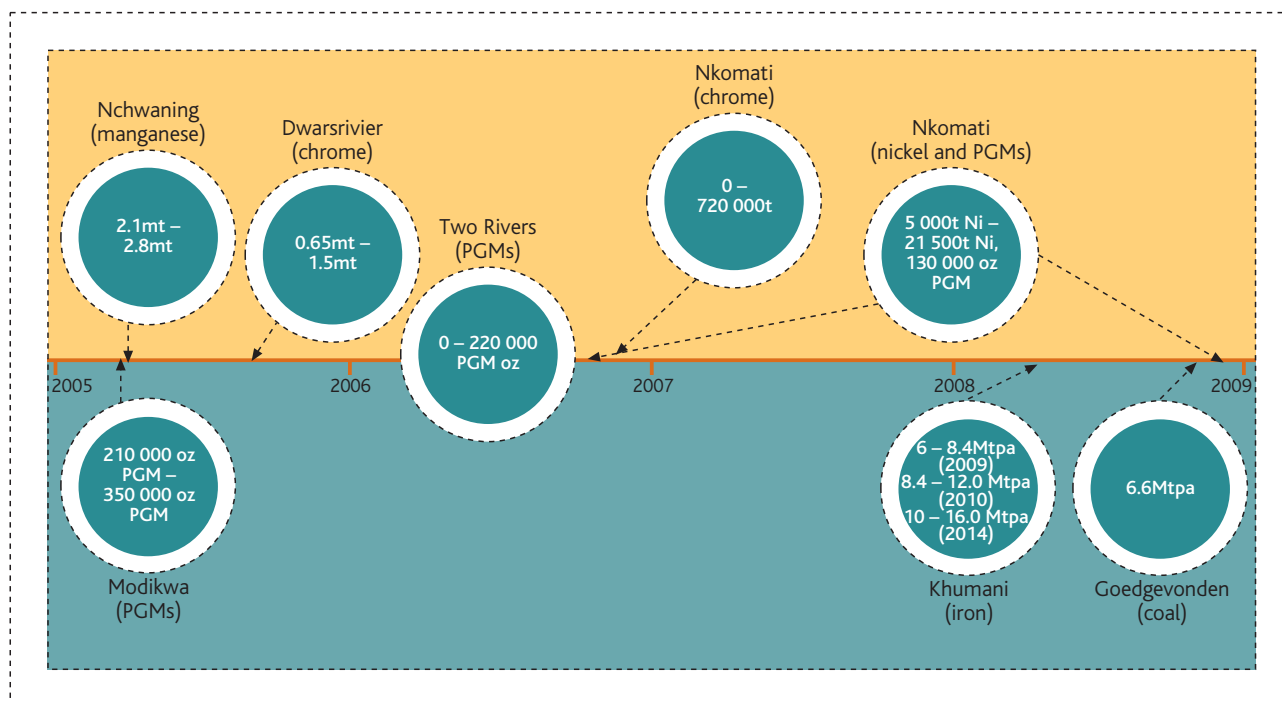 Nchwaning
(manganese)
2.1mt –
2.8mt
Dwarsrivier
(chrome)
0.65mt –
1.5mt
Two Rivers
(PGMs)
0 – 220 000
PGM oz
Nkomati
(chrome)
0 –
720 000t
Nkomati
(nickel and PGMs)
5 000t Ni –
21 500t Ni,
130 000 oz
PGM
2005
2006
2007
2008
2009
210 000 oz
PGM –
350 000 oz
PGM
Modikwa
(PGMs)
6 – 8.4Mtpa
(2009)
8.4 – 12.0 Mtpa
(2010)
10 – 16.0 Mtpa
(2014)
Khumani
(iron)
6.6Mtpa
Goedgevonden
(coal)